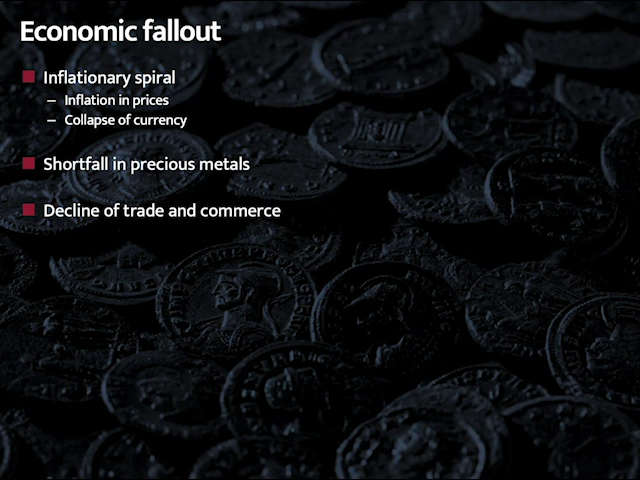 Economic fallout
Inflationary spiral
– Inflation in prices
– Collapse of currency
Shortfall in precious metals
Decline of trade and commerce